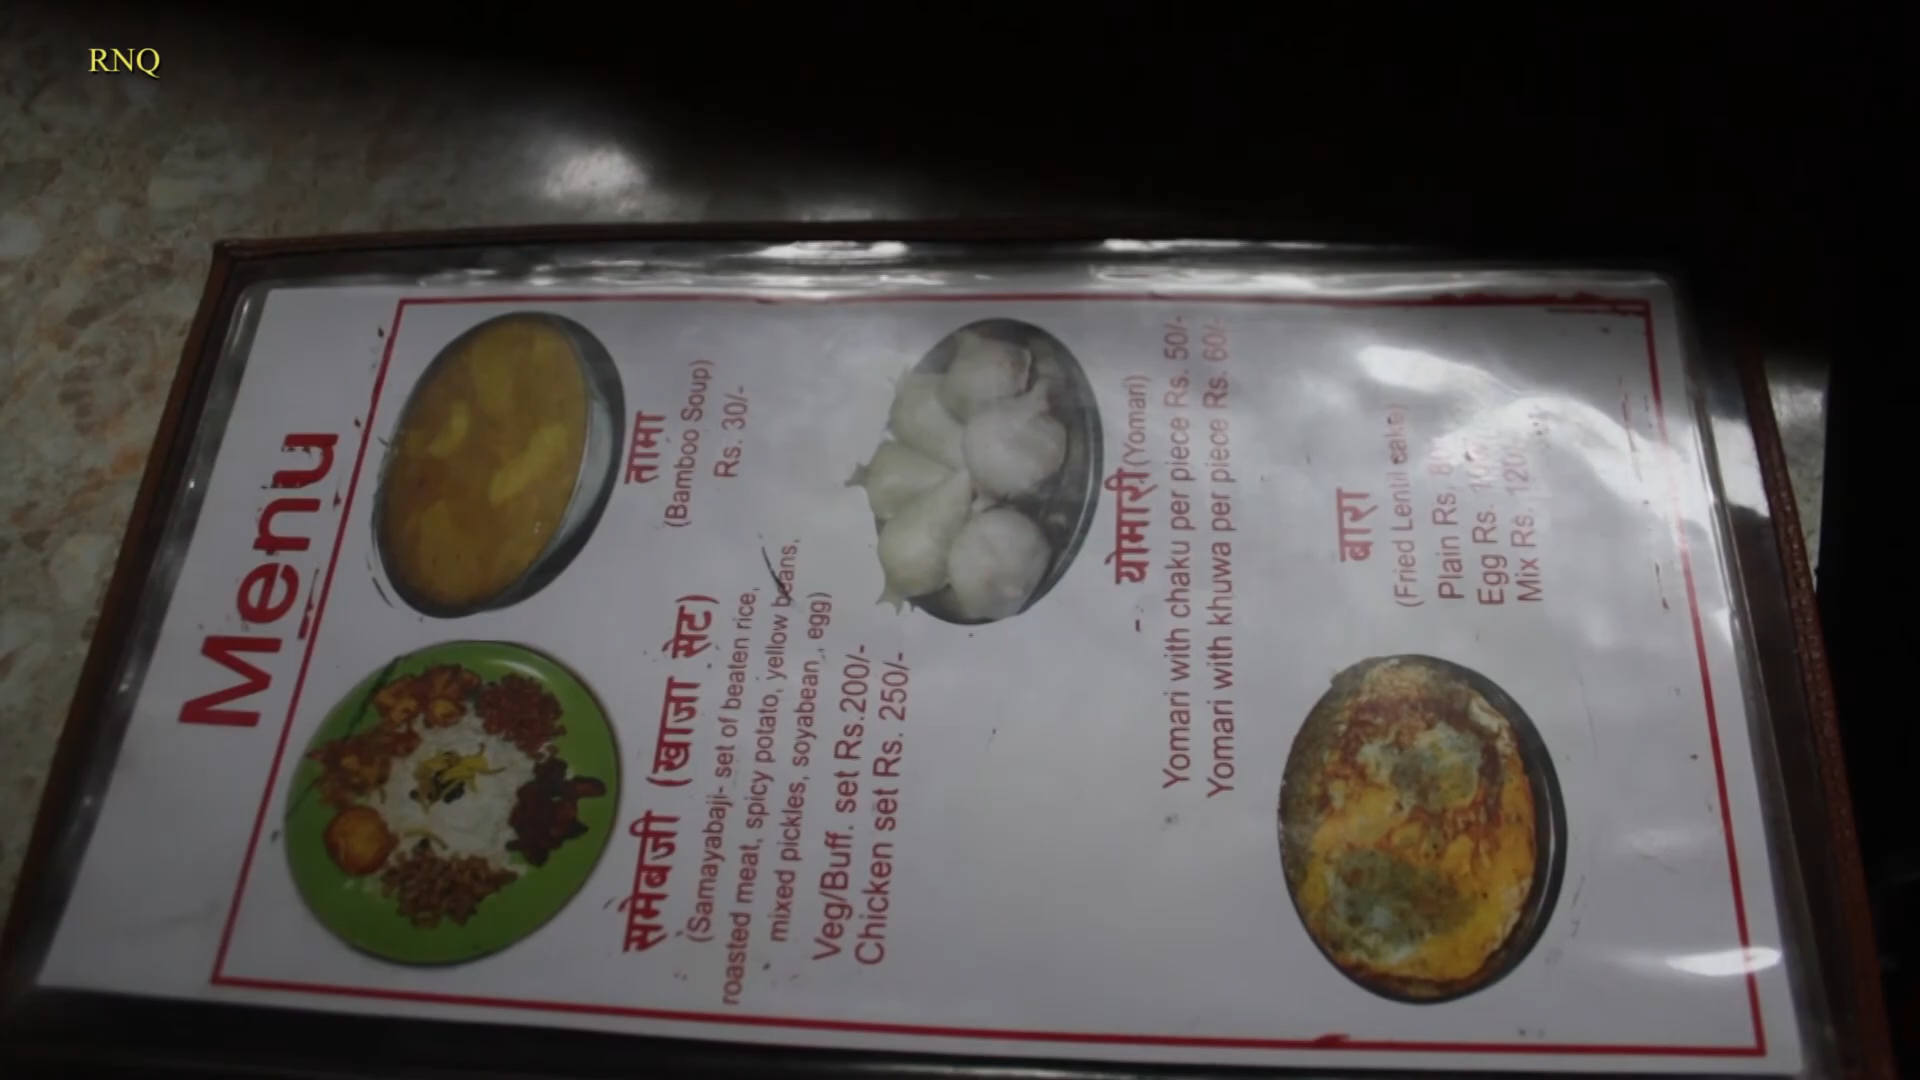 RNQ
Menu
समेबजी (खाजा सेट)
(Samayabaji- set of beaten rice,
roasted meat, spicy potato, yellow beans,
mixed pickles, soyabean, egg)
Veg/Buff. set Rs.200/-
Chicken set Rs. 250/-
तामा
(Bamboo Soup)
Rs. 30/-
योमारी (Yomari)
Yomari with chaku per piece Rs. 50/-
Yomari with khuwa per piece Rs. 60/-
बारा
(Fried Lentil cake)
Plain Rs.
Egg Rs.
Mix Rs. 120